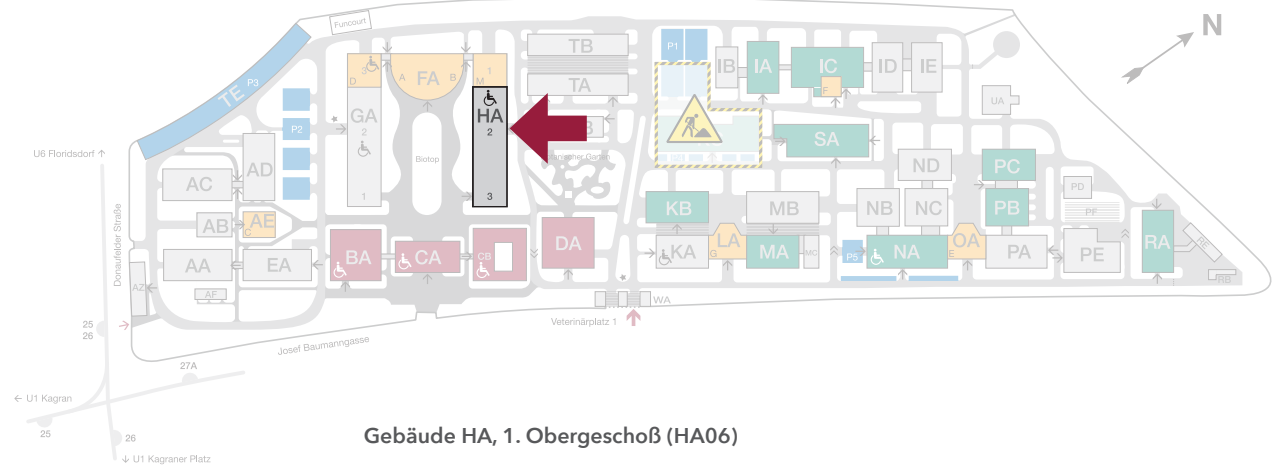 Funcourt
N
TE P3
P2
U6 Floridsdorf ↑
Donaufelder Straße
3
D
FA
A
B
1
M
TB
TA
B
P1
IB
IA
IC
F
ID
IE
UA
GA
2
1
Biotop
HA
2
3
SA
ND
PC
PD
AD
AC
AB
AE
C
AA
EA
AZ
AF
BA
CA
CB
DA
KB
MB
KA
LA
G
MA
MC
P5
NB
NC
NA
OA
E
PB
PA
PF
PE
RA
RE
RB
WA
Veterinärplatz 1
Josef Baumanngasse
25
26
27A
← U1 Kagran
25
26
↓ U1 Kagraner Platz
Gebäude HA, 1. Obergeschoß (HA06)